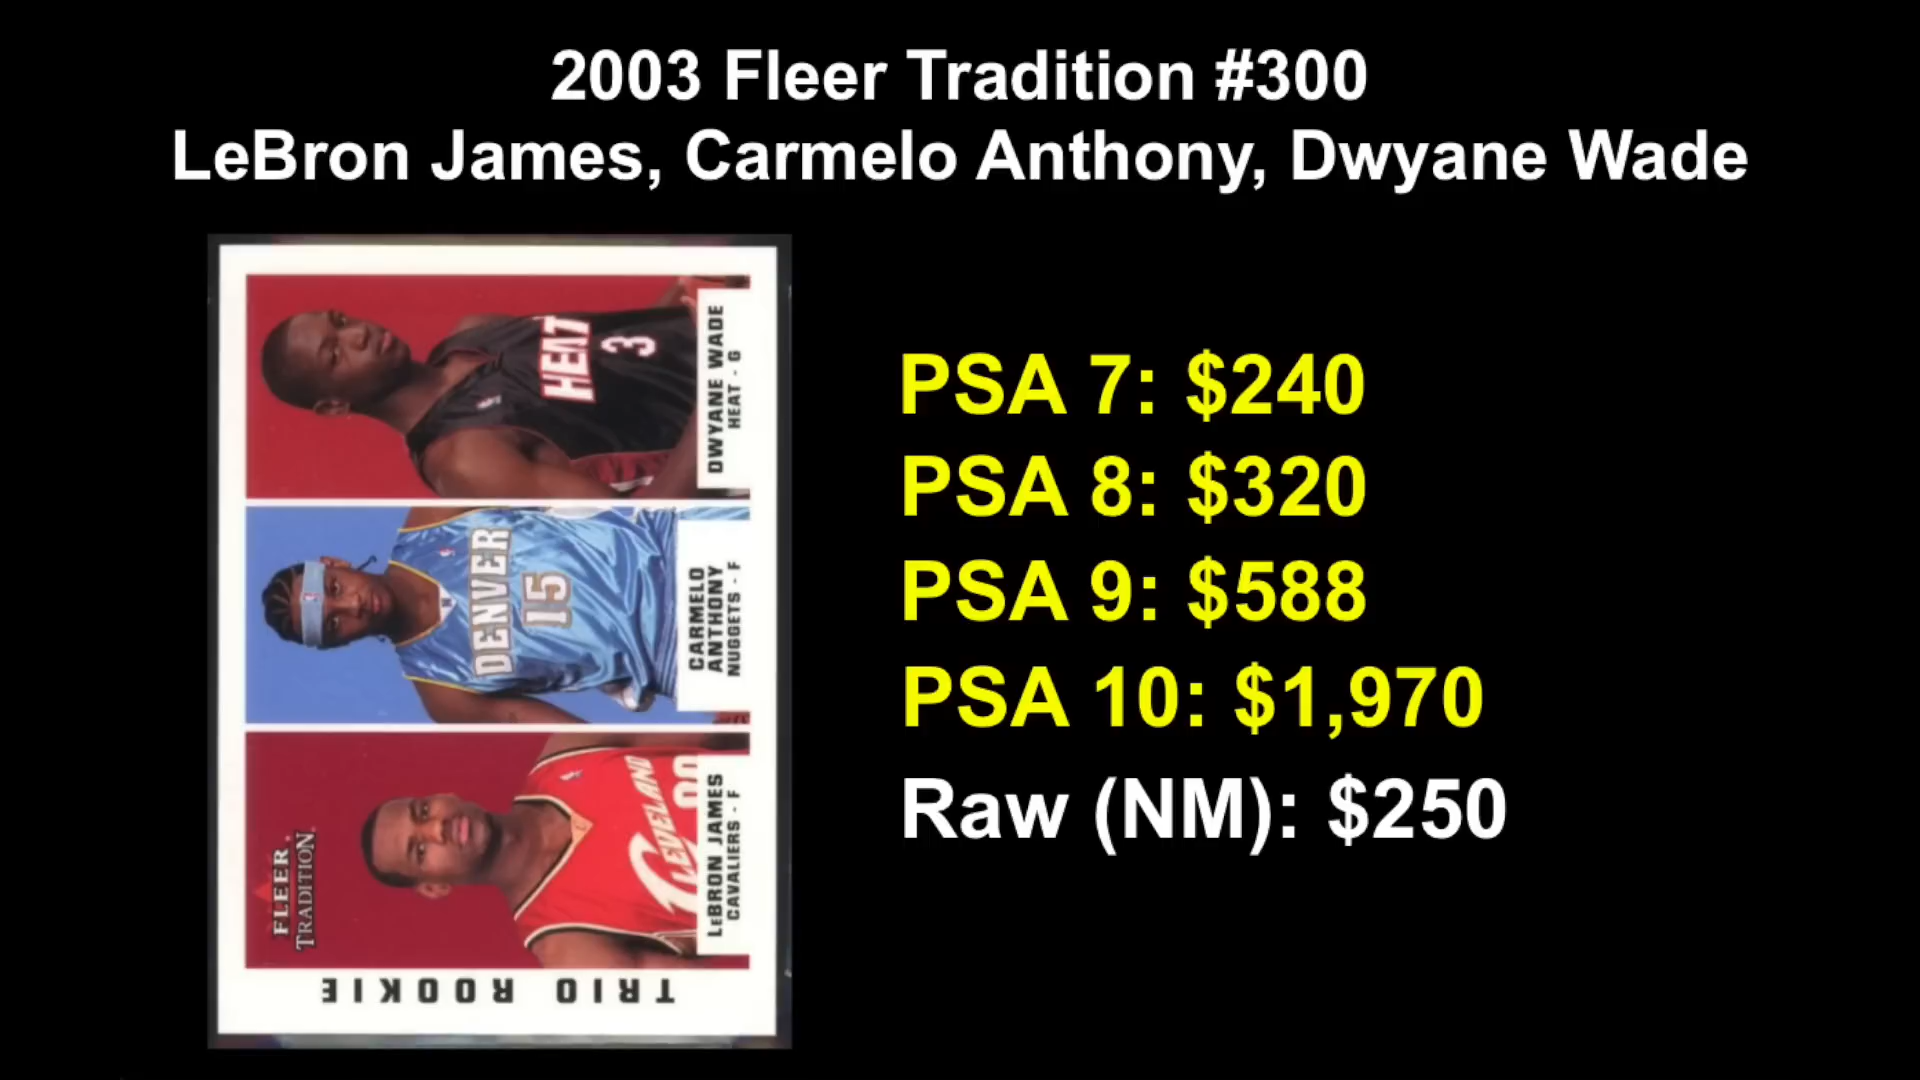 2003 Fleer Tradition #300
LeBron James, Carmelo Anthony, Dwyane Wade
HEAT
3
DWYANE WADE
HEAT - G
DENVER
15
CARMELO
ANTHONY
NUGGETS - F
CLEVELAND
LeBRON JAMES
CAVALIERS - F
FLEER
TRADITION
TRIO ROOKIE
PSA 7: $240
PSA 8: $320
PSA 9: $588
PSA 10: $1,970
Raw (NM): $250